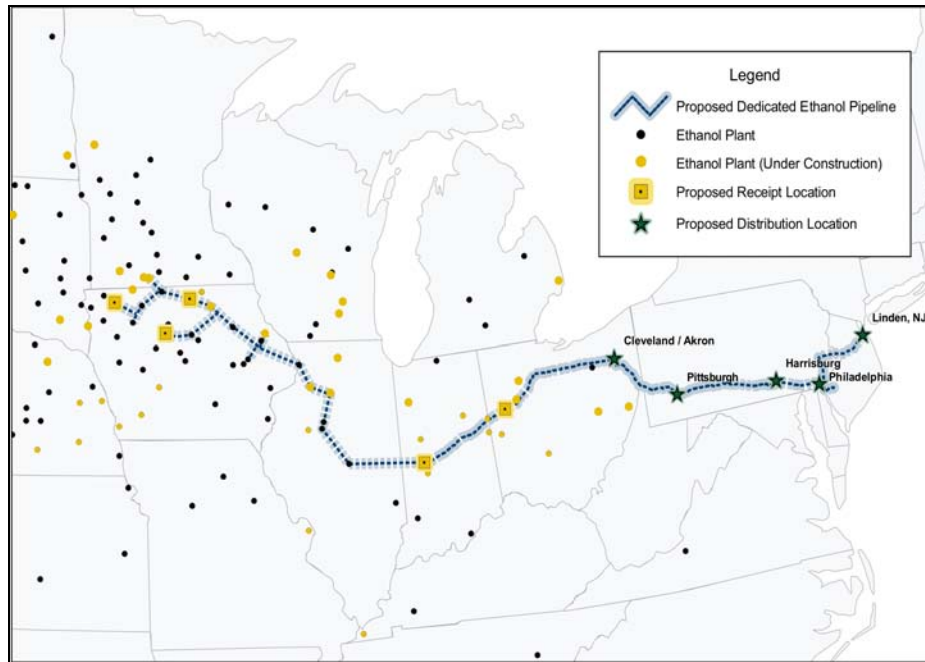 Legend
Proposed Dedicated Ethanol Pipeline
Ethanol Plant
Ethanol Plant (Under Construction)
Proposed Receipt Location
Proposed Distribution Location
Linden, NJ
Cleveland / Akron
Harrisburg
Pittsburgh
Philadelphia